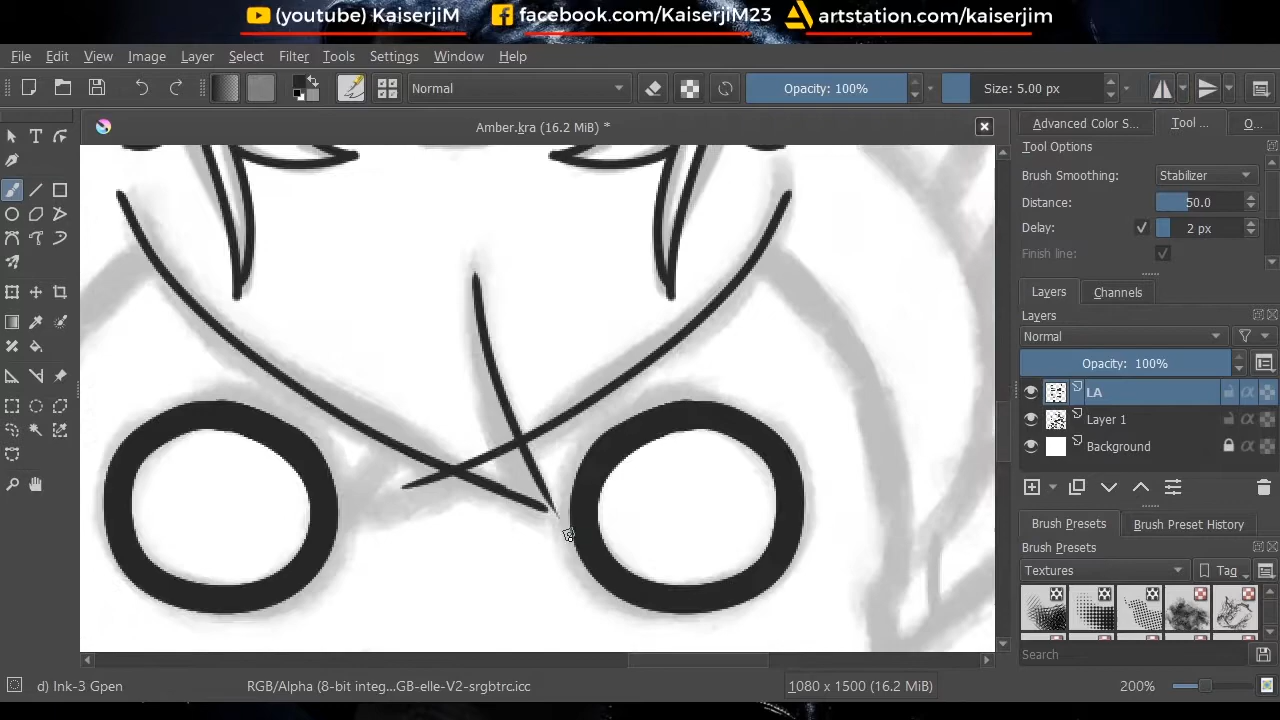 (youtube) KaiserjiM facebook.com/KaiserjiM23 artstation.com/kaiserjim
File Edit View Image Layer Select Filter Tools Settings Window Help
Normal Opacity: 100% Size: 5.00 px
Amber.kra (16.2 MiB) *
Advanced Color S... Tool ... O...
Tool Options
Brush Smoothing: Stabilizer
Distance: 50.0
Delay: 2 px
Finish line:
Layers Channels
Layers
Normal
Opacity: 100%
LA
Layer 1
Background
Brush Presets Brush Preset History
Brush Presets
Textures Tag
Search
d) Ink-3 Gpen RGB/Alpha (8-bit integ...GB-elle-V2-srgbtrc.icc 1080 x 1500 (16.2 MiB) 200%